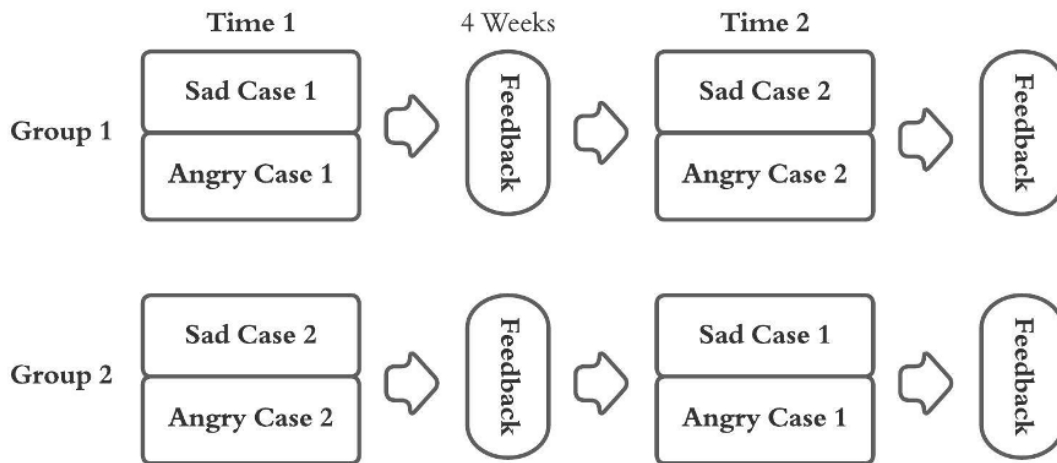 Time 1
4 Weeks
Time 2
Group 1
Sad Case 1
Angry Case 1
Feedback
Sad Case 2
Angry Case 2
Feedback
Group 2
Sad Case 2
Angry Case 2
Feedback
Sad Case 1
Angry Case 1
Feedback